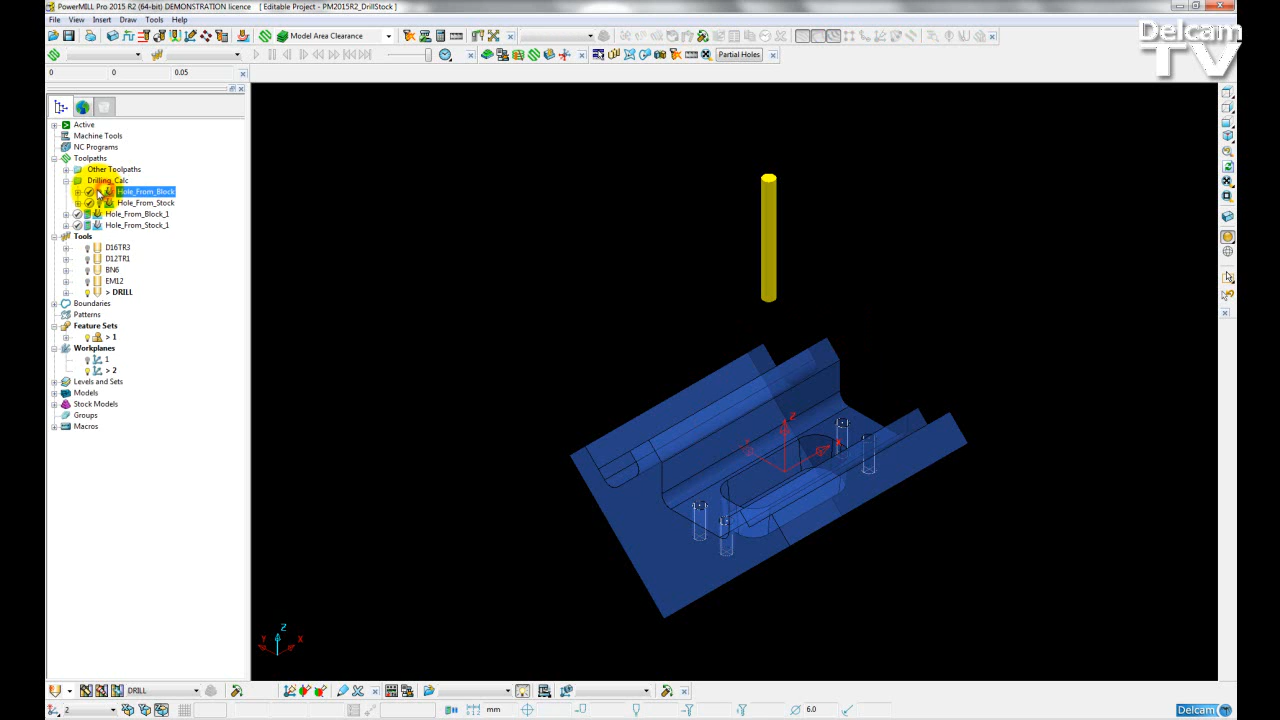 PowerMILL Pro 2015 R2 (64-bit) DEMONSTRATION licence    [ Editable Project - PM2015R2_DrillStock ]
File View Insert Draw Tools Help
Delcam
TV
Model Area Clearance
Partial Holes
0 0 0.05
Active
Machine Tools
NC Programs
Toolpaths
Other Toolpaths
Drilling_Calc
Hole_From_Block
Hole_From_Stock
Hole_From_Block_1
Hole_From_Stock_1
Tools
D16TR3
D12TR1
BN6
EM12
> DRILL
Boundaries
Patterns
Feature Sets
> 1
Workplanes
1
> 2
Levels and Sets
Models
Stock Models
Groups
Macros
Z
X
Z
Y X
DRILL
2 mm 6.0 Delcam